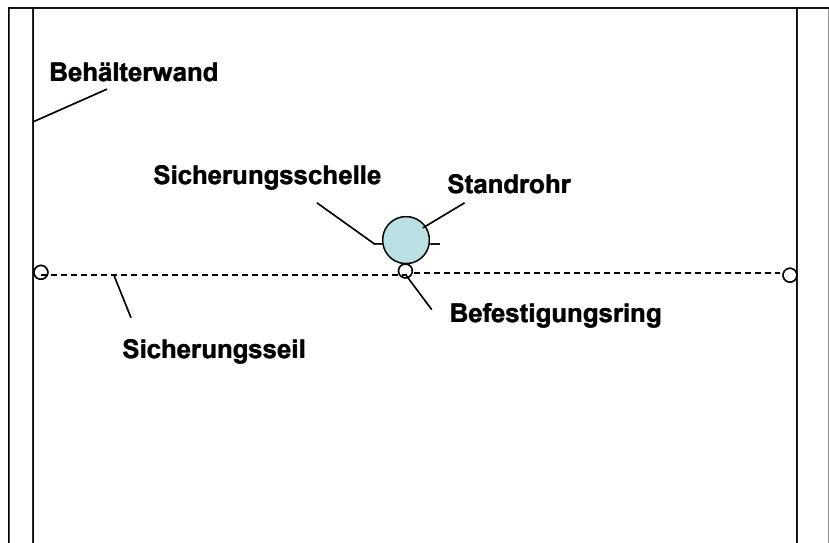 Behälterwand
Sicherungsschelle
Standrohr
Befestigungsring
Sicherungsseil